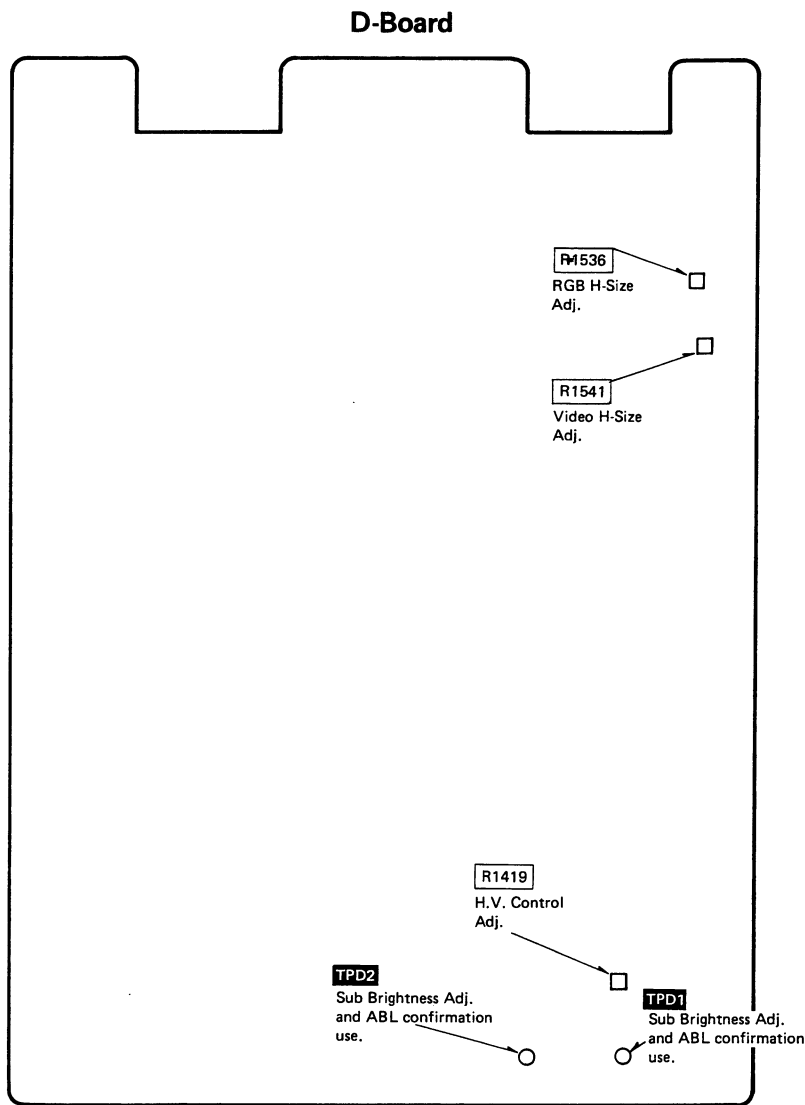 D-Board
R1536
RGB H-Size
Adj.
R1541
Video H-Size
Adj.
R1419
H.V. Control
Adj.
TPD2
Sub Brightness Adj.
and ABL confirmation
use.
TPD1
Sub Brightness Adj.
and ABL confirmation
use.